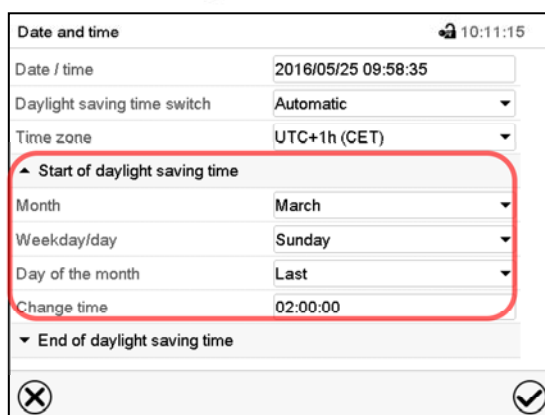 Date and time 10:11:15
Date / time 2016/05/25 09:58:35
Daylight saving time switch Automatic
Time zone UTC+1h (CET)
Start of daylight saving time
Month March
Weekday/day Sunday
Day of the month Last
Change time 02:00:00
End of daylight saving time